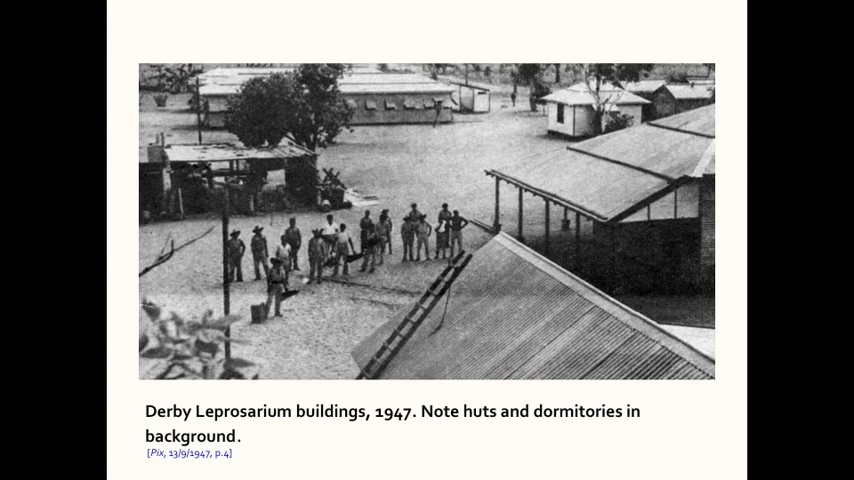 Derby Leprosarium buildings, 1947. Note huts and dormitories in
background.
[Pix, 13/9/1947, p.4]